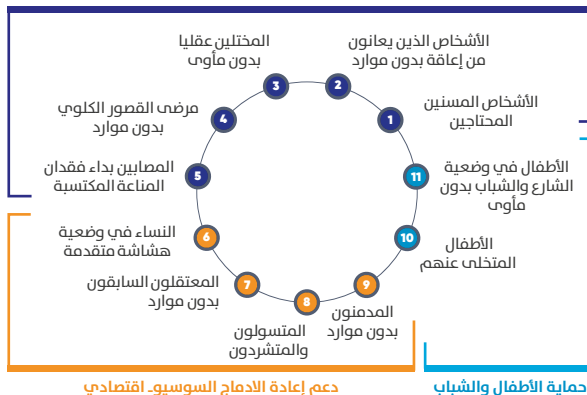 الأشخاص الذين يعانون
من إعاقة بدون موارد
2
المختلين عقليا
بدون مأوى
3
الأشخاص المسنين
المحتاجين
1
مرضى القصور الكلوي
بدون موارد
4
الأطفال في وضعية
الشارع والشباب بدون
مأوى
11
المصابين بداء فقدان
المناعة المكتسبة
5
الأطفال
المتخلى عنهم
10
النساء في وضعية
هشاشة متقدمة
6
المدمنون
بدون موارد
9
المتسولون
والمتشردون
8
المعتقلون السابقون
بدون موارد
7
حماية الأطفال والشباب
دعم إعادة الادماج السوسيو۔ اقتصادي